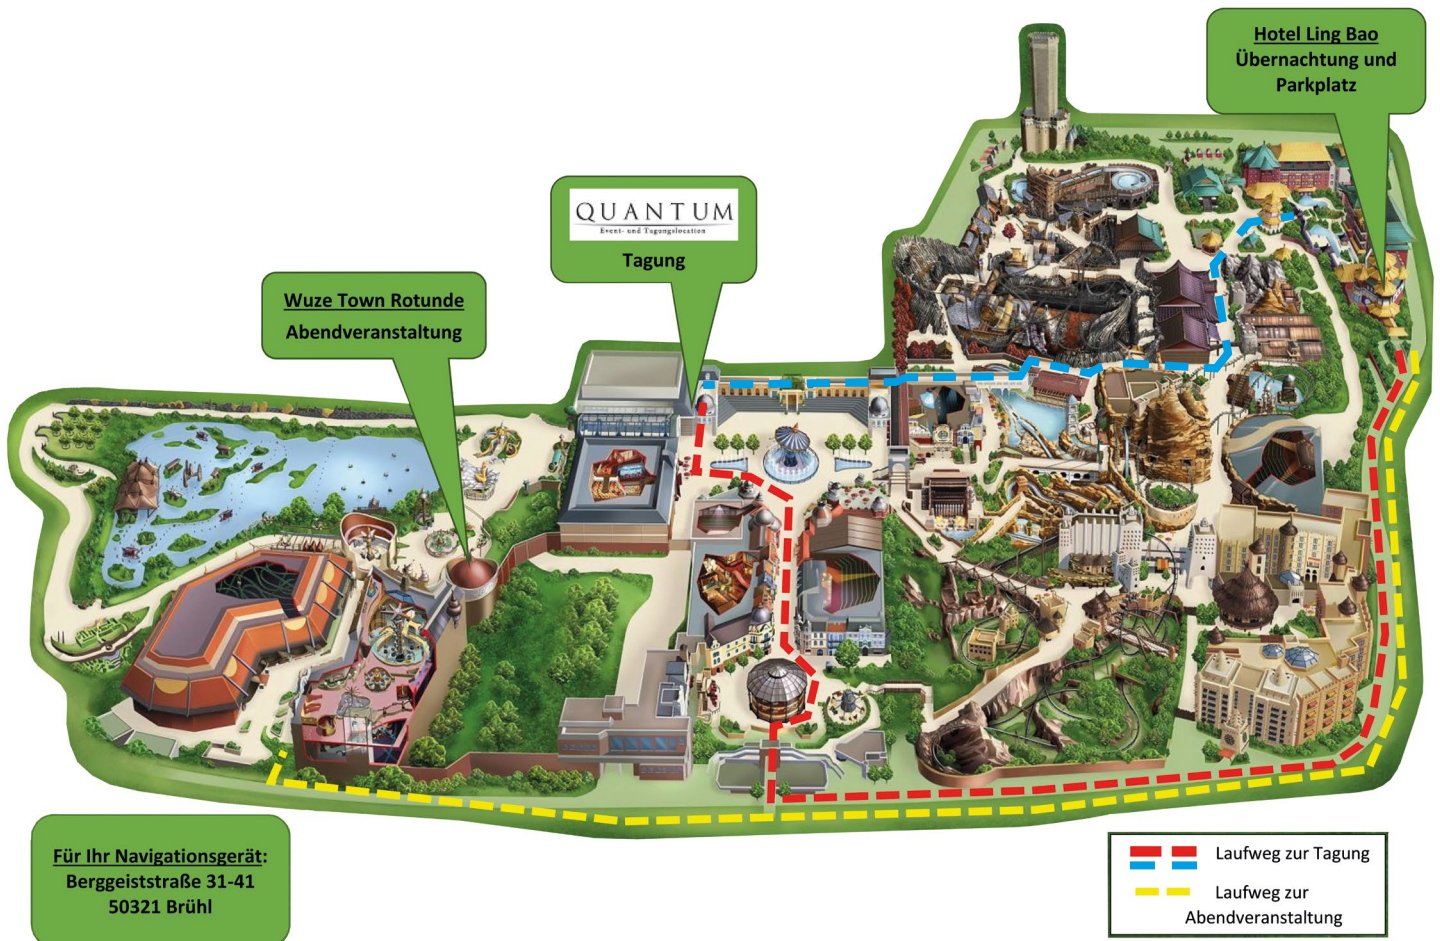 Hotel Ling Bao
Übernachtung und
Parkplatz
QUANTUM
Event- und Tagungslocation
Tagung
Wuze Town Rotunde
Abendveranstaltung
Für Ihr Navigationsgerät:
Berggeiststraße 31-41
50321 Brühl
Laufweg zur Tagung
Laufweg zur
Abendveranstaltung